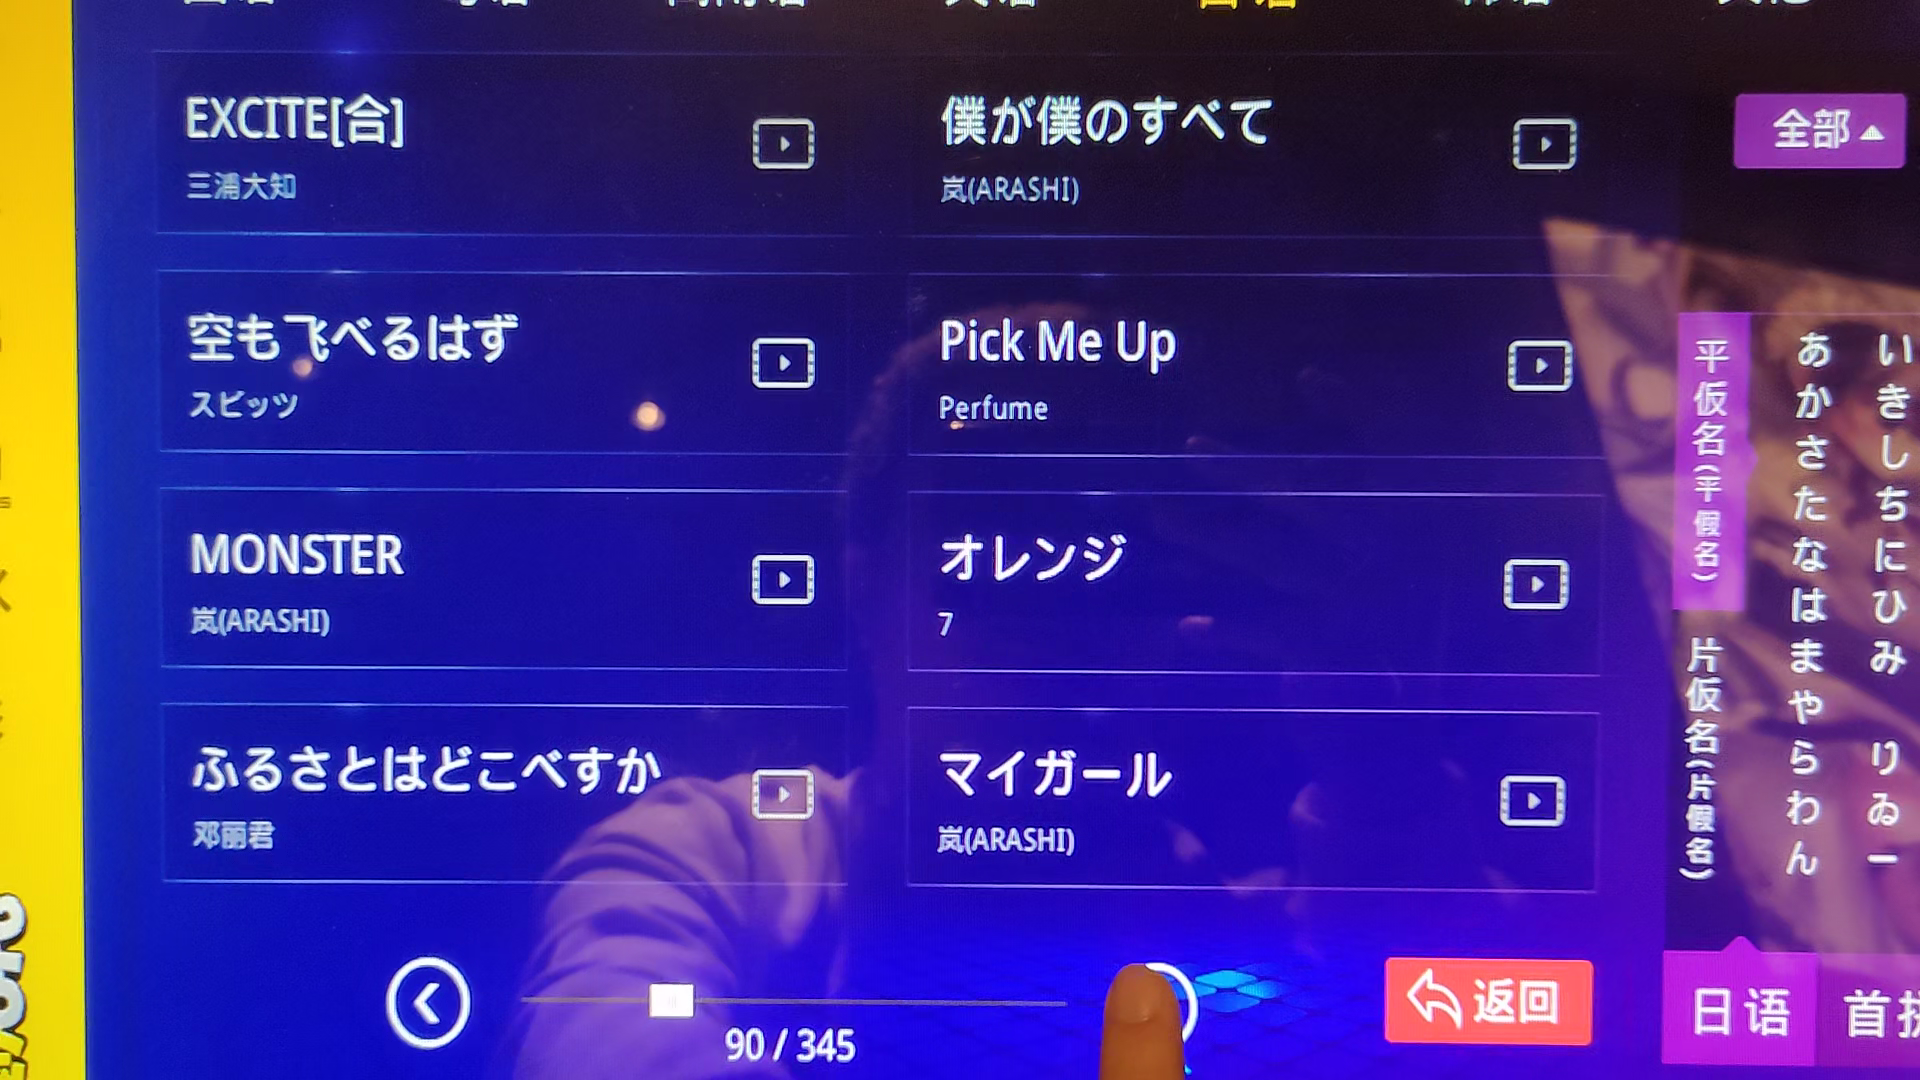 EXCITE[合]
三浦大知
僕が僕のすべて
岚(ARASHI)
全部
空も飞べるはず
スピッツ
Pick Me Up
Perfume
MONSTER
岚(ARASHI)
オレンジ
7
ふるさとはどこべすか
邓丽君
マイガール
岚(ARASHI)
平仮名(平假名)
片仮名(片假名)
あかさたなはまやらわん
いきしちにひみ りゐー
90 / 345
返回
日语
首